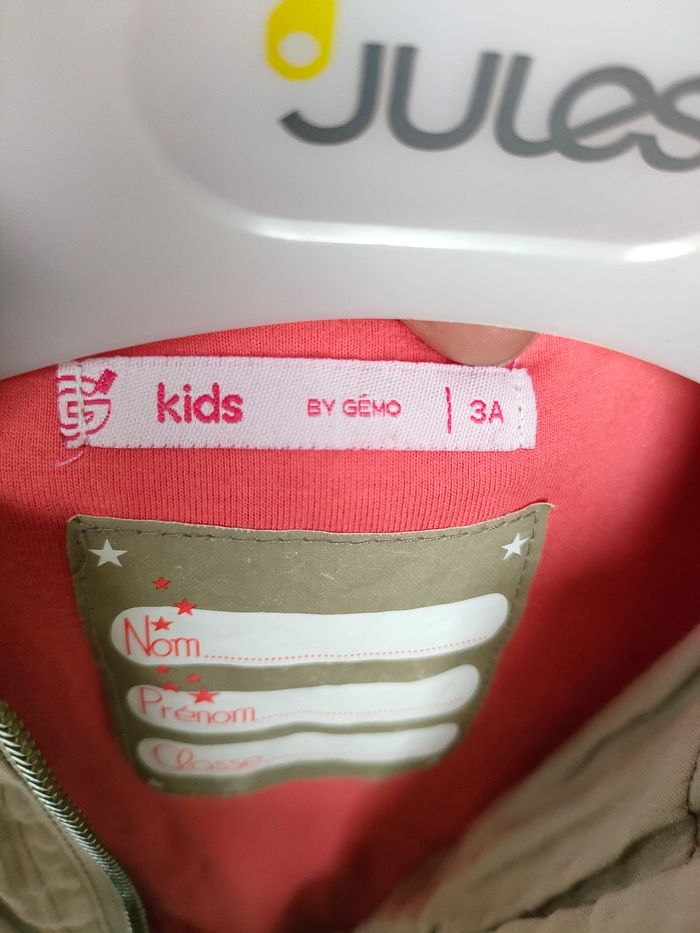 JULES
kids BY GÉMO 3A
Nom
Prénom
Classe